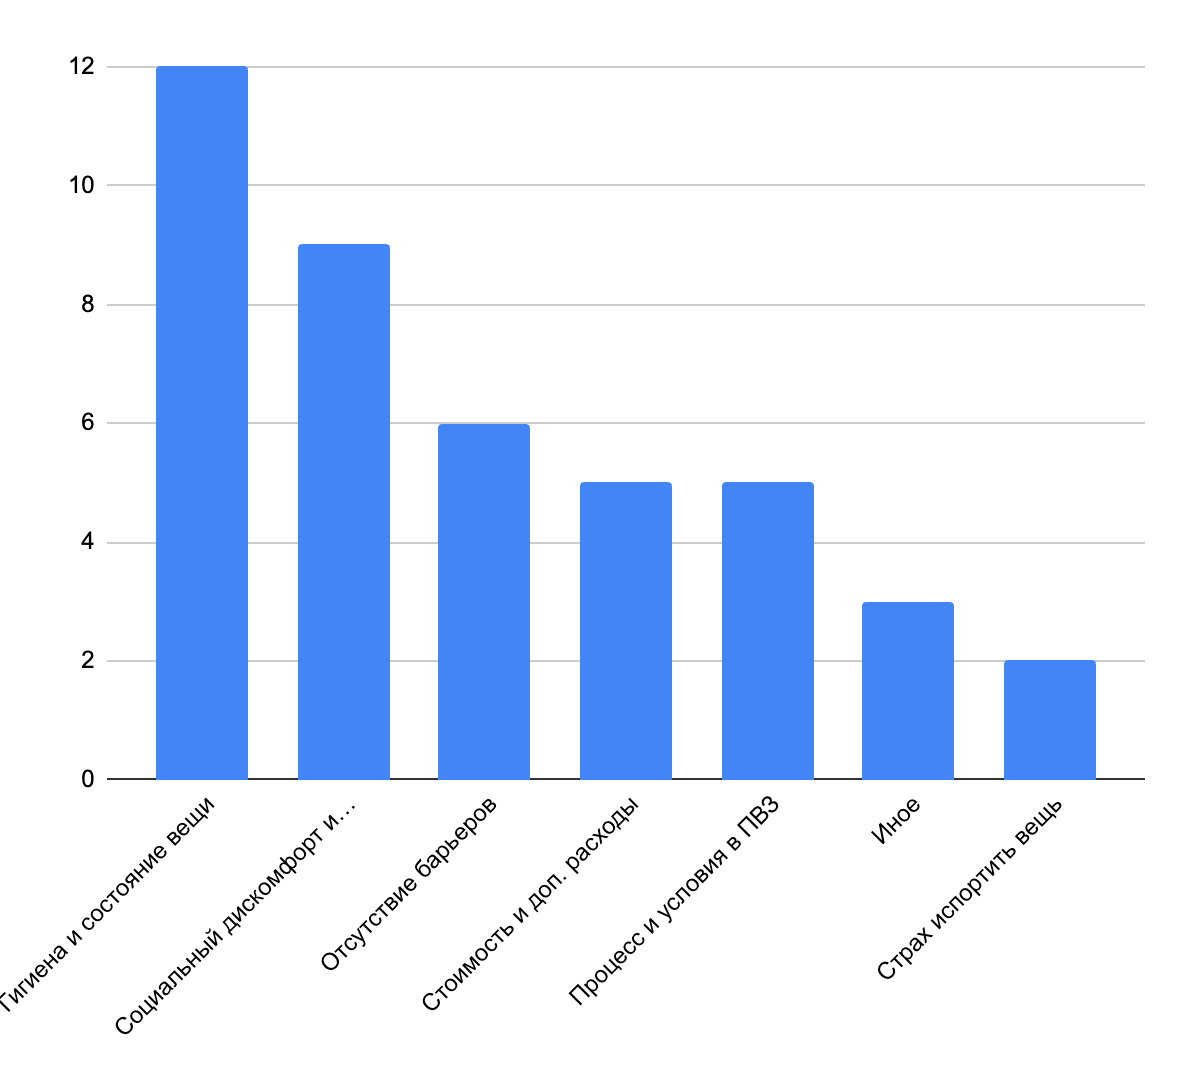 12
10
8
6
4
2
0
Гигиена и состояние вещи
Социальный дискомфорт и…
Отсутствие барьеров
Стоимость и доп. расходы
Процесс и условия в ПВЗ
Иное
Страх испортить вещь